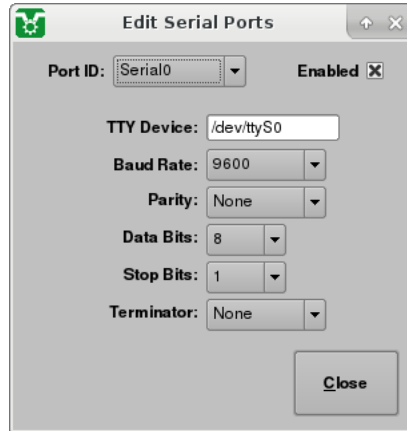 Edit Serial Ports
Port ID: Serial0 Enabled
TTY Device: /dev/ttyS0
Baud Rate: 9600
Parity: None
Data Bits: 8
Stop Bits: 1
Terminator: None
Close